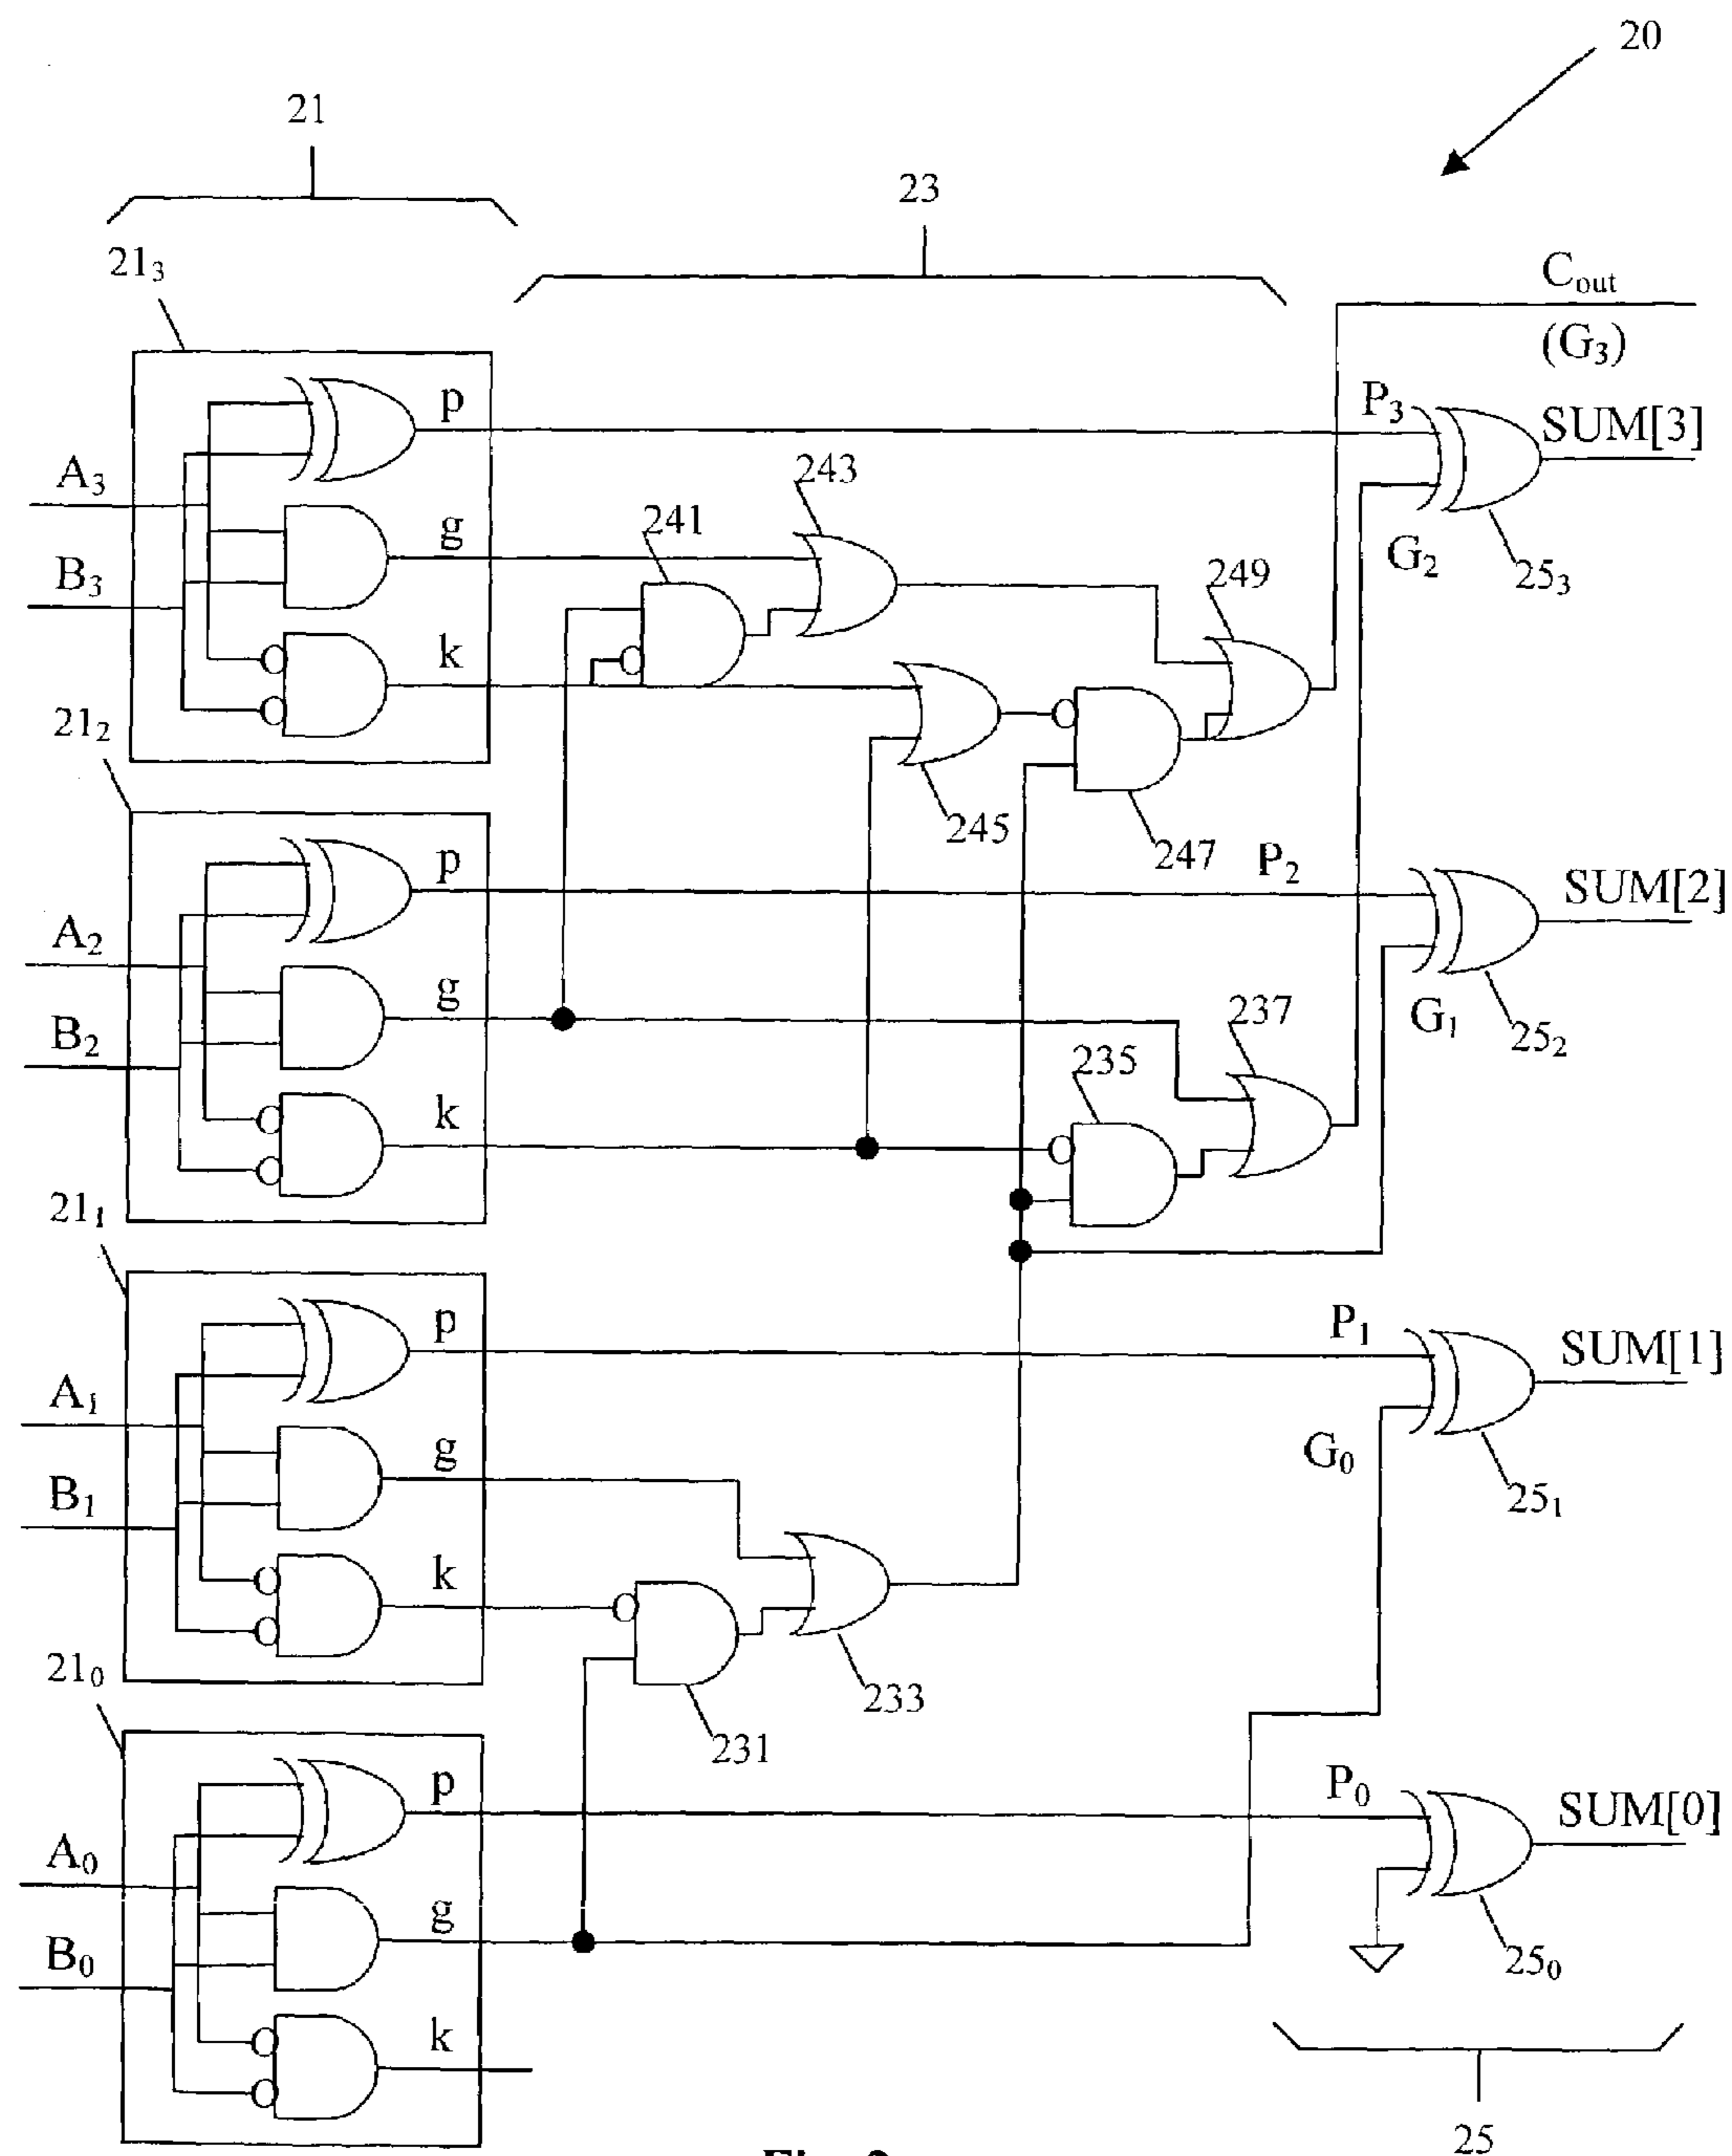 20
21
23
21₃
C_out
(G₃)
p
P₃
SUM[3]
A₃
243
241
g
G₂
25₃
B₃
249
k
21₂
245
247
p
P₂
SUM[2]
A₂
g
237
G₁
B₂
235
25₂
k
21₁
p
P₁
SUM[1]
A₁
g
G₀
B₁
25₁
k
21₀
233
231
p
P₀
SUM[0]
A₀
g
B₀
25₀
k
25